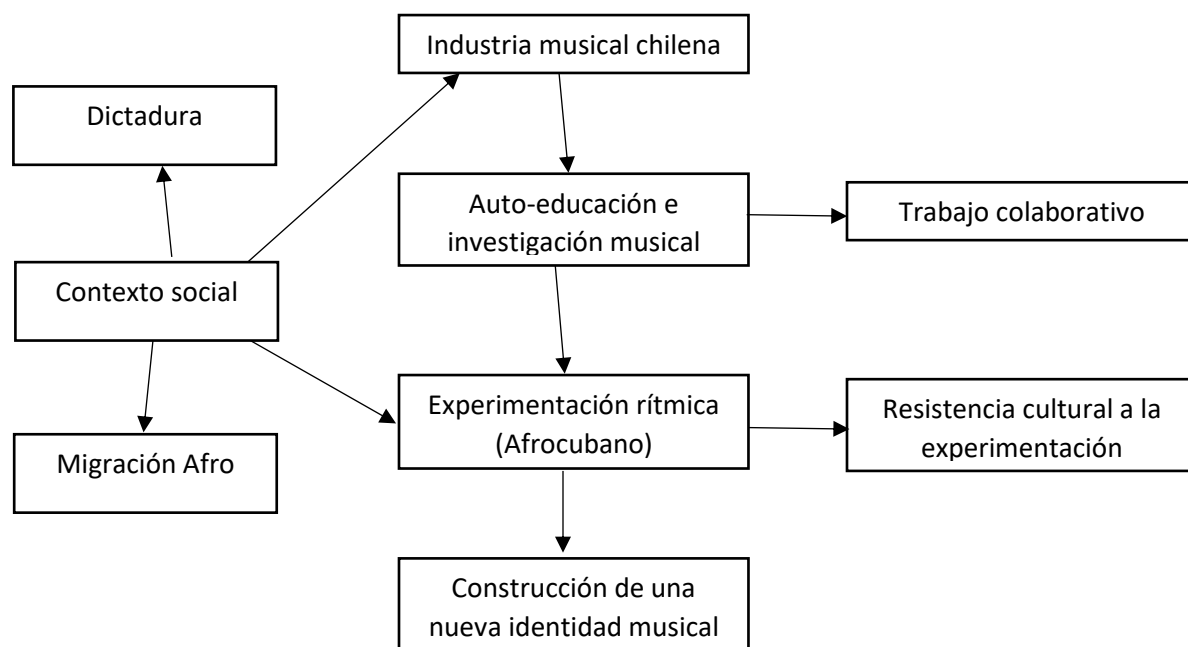 Industria musical chilena
Dictadura
Auto-educación e
investigación musical
Trabajo colaborativo
Contexto social
Experimentación rítmica
(Afrocubano)
Resistencia cultural a la
experimentación
Migración Afro
Construcción de una
nueva identidad musical